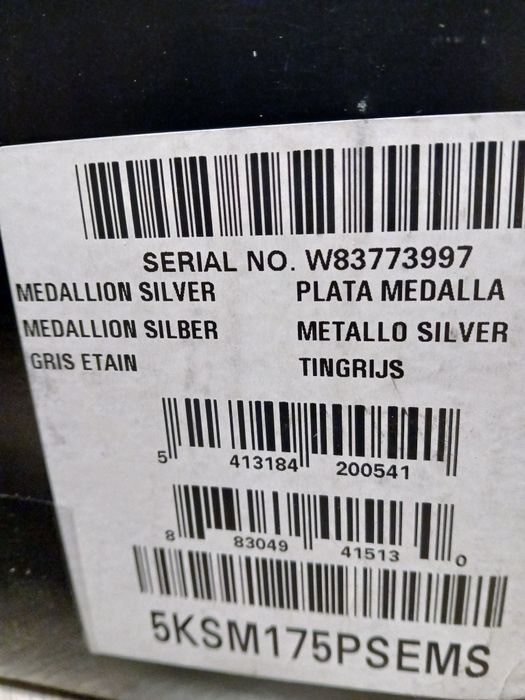 SERIAL NO. W83773997
MEDALLION SILVER PLATA MEDALLA
MEDALLION SILBER METALLO SILVER
GRIS ETAIN TINGRIJS
5 413184 200541
8 83049 41513 0
5KSM175PSEMS